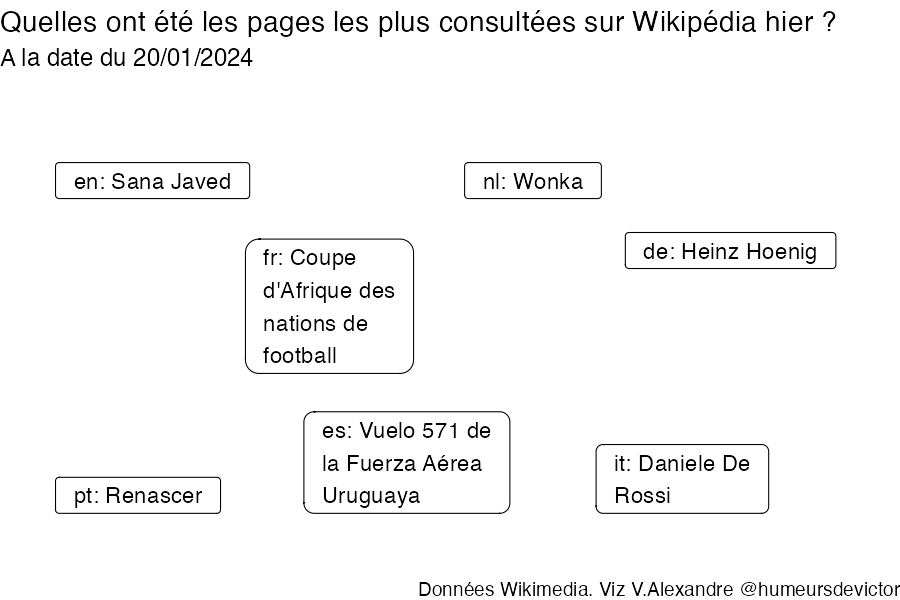 Quelles ont été les pages les plus consultées sur Wikipédia hier ?
A la date du 20/01/2024
en: Sana Javed
nl: Wonka
de: Heinz Hoenig
fr: Coupe
d'Afrique des
nations de
football
es: Vuelo 571 de
la Fuerza Aérea
Uruguaya
it: Daniele De
Rossi
pt: Renascer
Données Wikimedia. Viz V.Alexandre @humeursdevictor